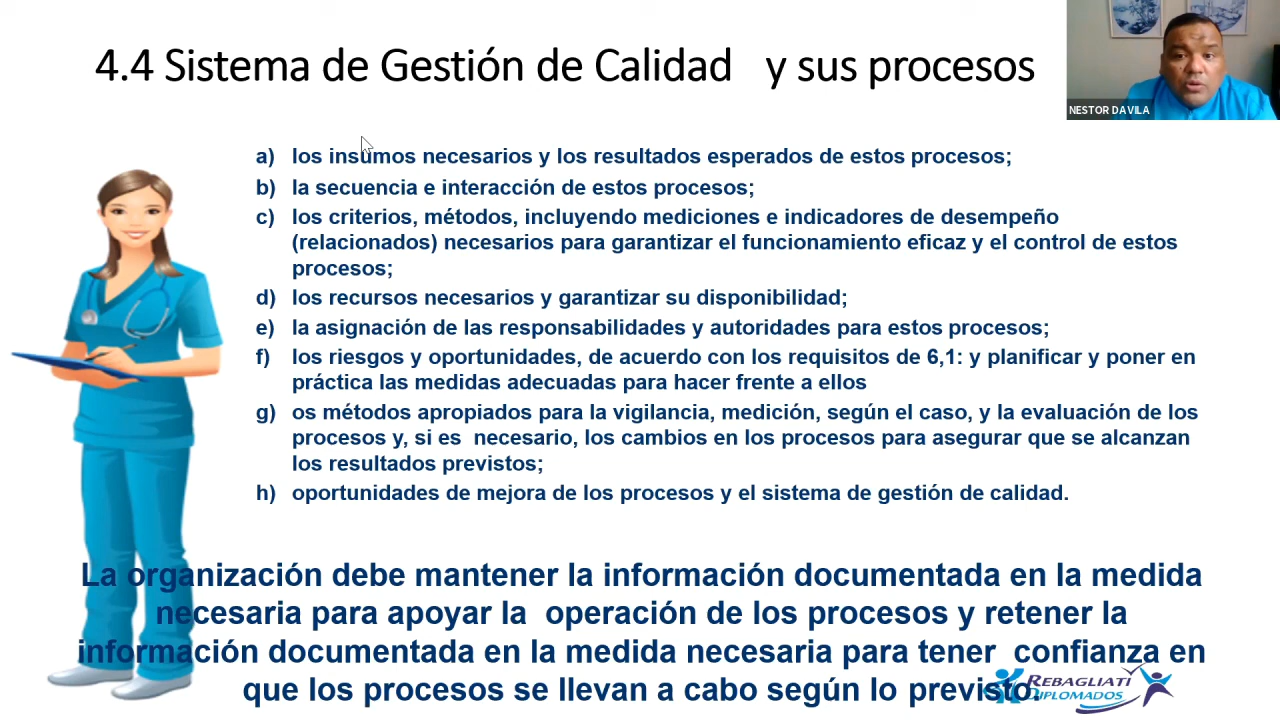 4.4 Sistema de Gestión de Calidad y sus procesos
NESTOR DAVILA
a) los insumos necesarios y los resultados esperados de estos procesos;
b) la secuencia e interacción de estos procesos;
c) los criterios, métodos, incluyendo mediciones e indicadores de desempeño
(relacionados) necesarios para garantizar el funcionamiento eficaz y el control de estos
procesos;
d) los recursos necesarios y garantizar su disponibilidad;
e) la asignación de las responsabilidades y autoridades para estos procesos;
f) los riesgos y oportunidades, de acuerdo con los requisitos de 6,1: y planificar y poner en
práctica las medidas adecuadas para hacer frente a ellos
g) os métodos apropiados para la vigilancia, medición, según el caso, y la evaluación de los
procesos y, si es necesario, los cambios en los procesos para asegurar que se alcanzan
los resultados previstos;
h) oportunidades de mejora de los procesos y el sistema de gestión de calidad.
La organización debe mantener la información documentada en la medida
necesaria para apoyar la operación de los procesos y retener la
información documentada en la medida necesaria para tener confianza en
que los procesos se llevan a cabo según lo previsto.
REBAGLIATI
DIPLOMADOS